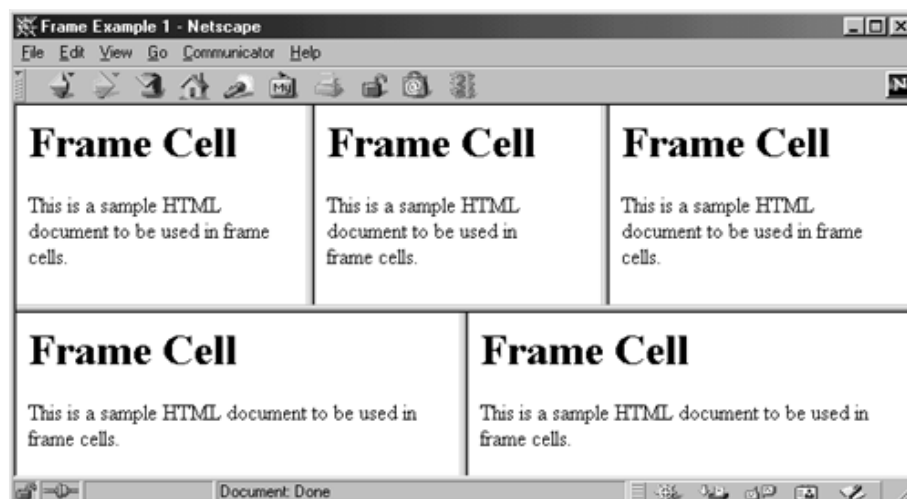 Frame Example 1 - Netscape
File Edit View Go Communicator Help
My
N
Frame Cell
This is a sample HTML
document to be used in frame
cells.
Frame Cell
This is a sample HTML
document to be used in
frame cells.
Frame Cell
This is a sample HTML
document to be used in frame
cells.
Frame Cell
This is a sample HTML document to be used in
frame cells.
Frame Cell
This is a sample HTML document to be used in
frame cells.
Document: Done